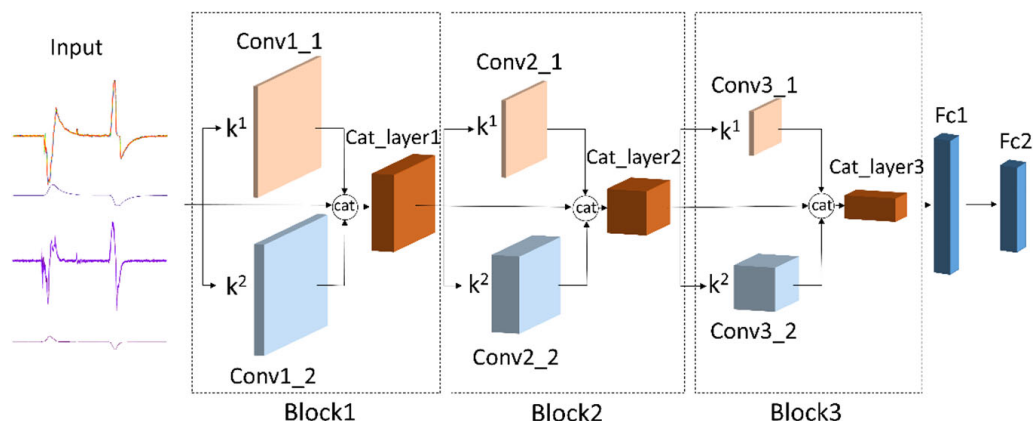 Input
Conv1_1
k¹
Cat_layer1
cat
k²
Conv1_2
Block1
Conv2_1
k¹
Cat_layer2
cat
k²
Conv2_2
Block2
Conv3_1
k¹
Cat_layer3
cat
k²
Conv3_2
Block3
Fc1
Fc2